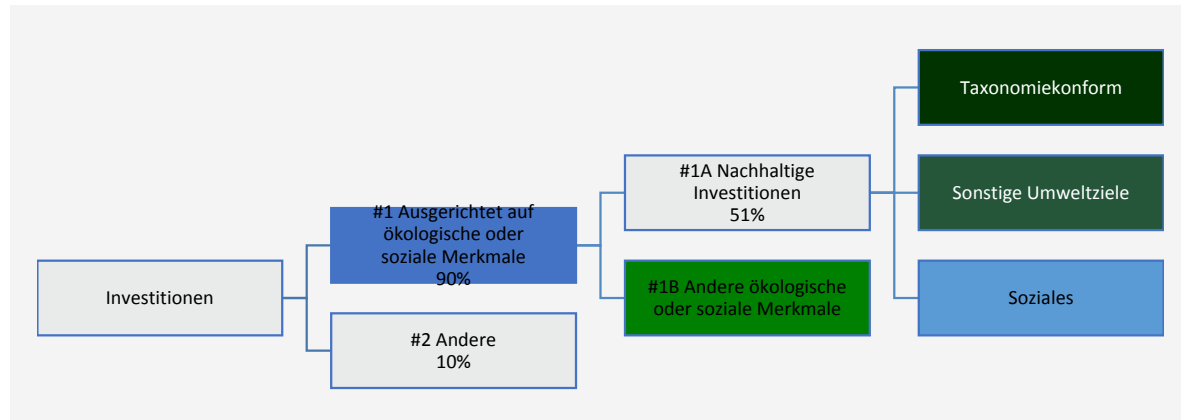 Investitionen
#1 Ausgerichtet auf
ökologische oder
soziale Merkmale
90%
#2 Andere
10%
#1A Nachhaltige
Investitionen
51%
#1B Andere ökologische
oder soziale Merkmale
Taxonomiekonform
Sonstige Umweltziele
Soziales